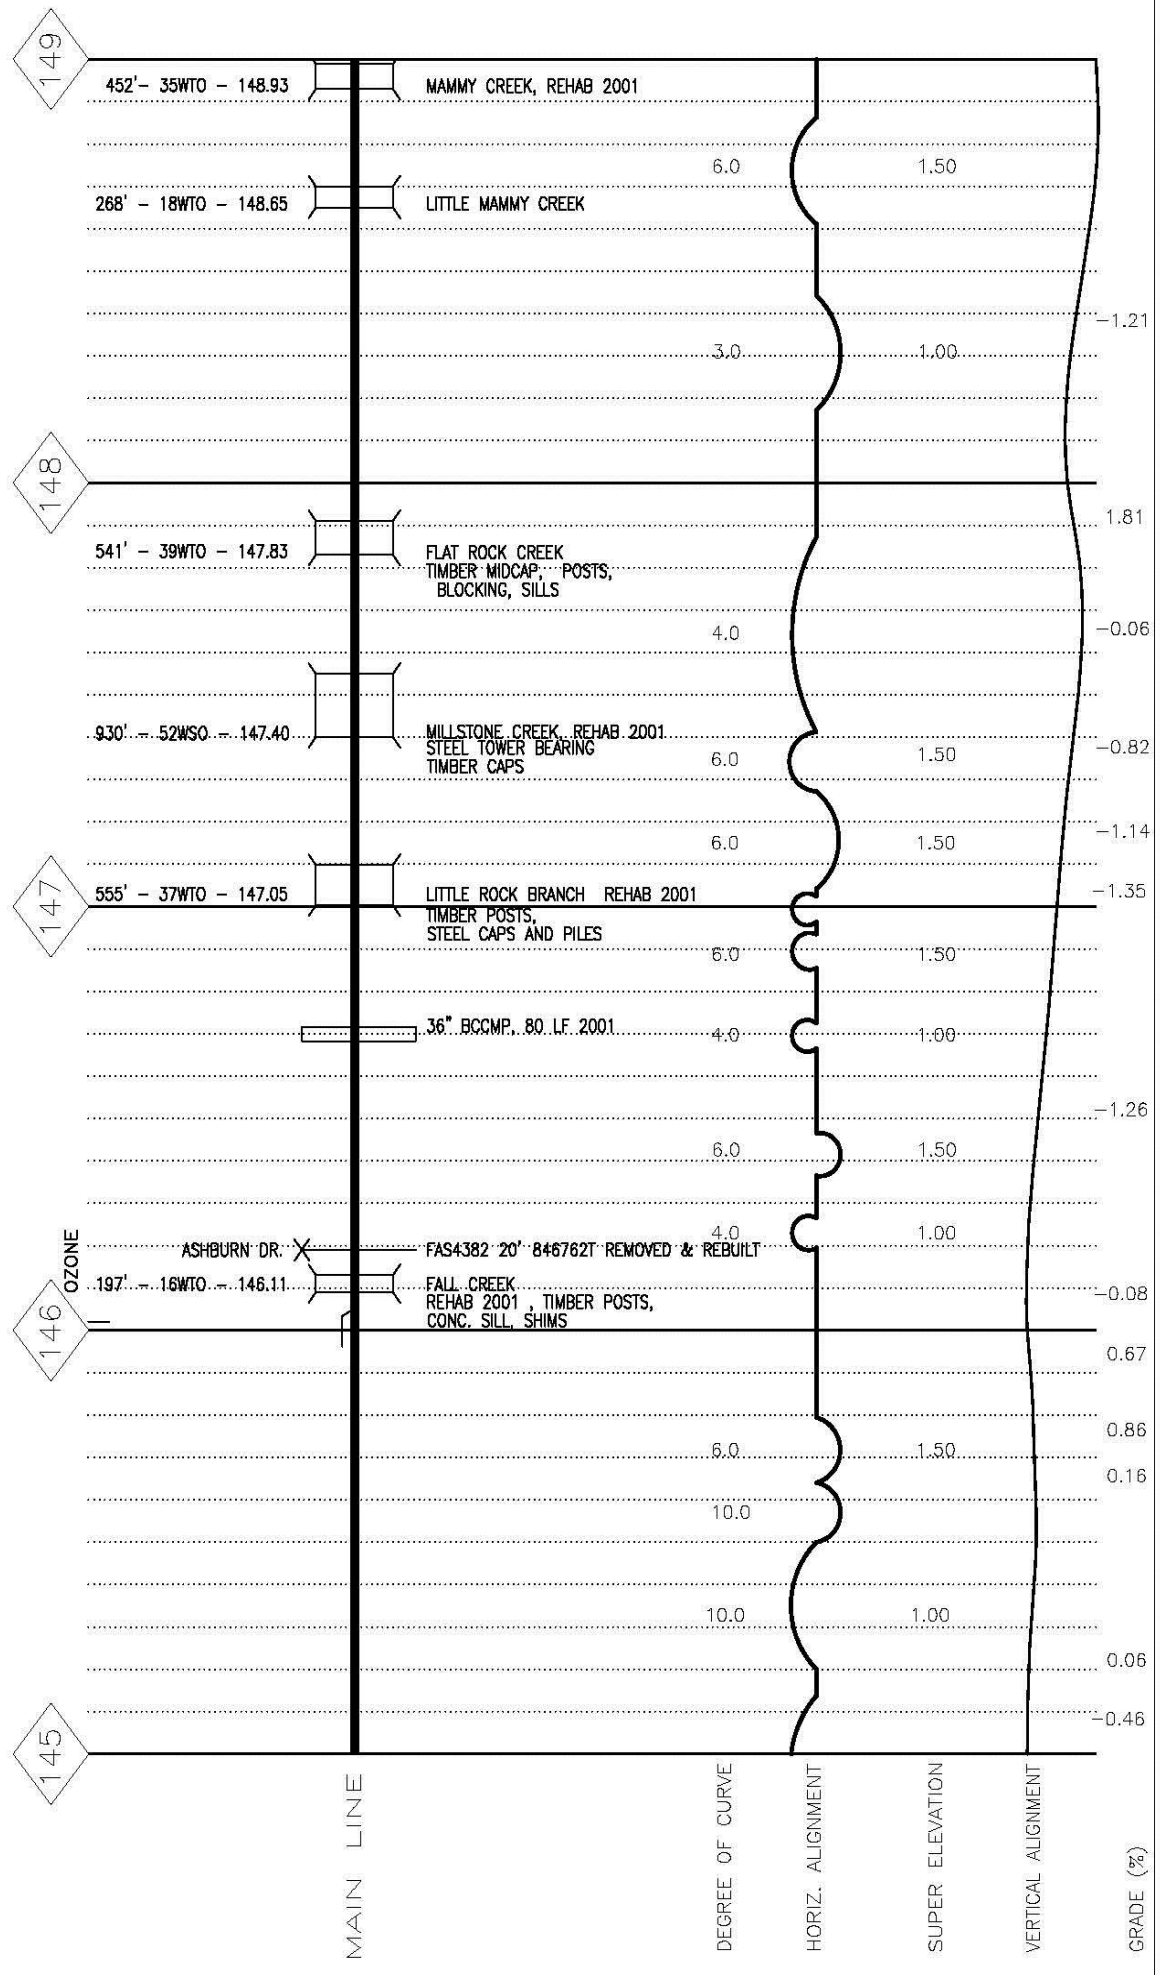 149
452'- 35WTO - 148.93 MAMMY CREEK, REHAB 2001
6.0 1.50
268' - 18WTO - 148.65 LITTLE MAMMY CREEK
-1.21
3.0 1.00
148
1.81
541' - 39WTO - 147.83 FLAT ROCK CREEK
TIMBER MIDCAP, POSTS,
BLOCKING, SILLS
-0.06
4.0
930' - 52WSO - 147.40 MILLSTONE CREEK, REHAB 2001
STEEL TOWER BEARING
-0.82
6.0 1.50
TIMBER CAPS
-1.14
6.0 1.50
147
555' - 37WTO - 147.05 LITTLE ROCK BRANCH REHAB 2001
-1.35
TIMBER POSTS,
STEEL CAPS AND PILES
6.0 1.50
36" BCCMP, 80 LF 2001
4.0 1.00
-1.26
6.0 1.50
4.0 1.00
OZONE
ASHBURN DR. FAS4382 20' 846762T REMOVED & REBUILT
197' - 16WTO - 146.11 FALL CREEK
-0.08
REHAB 2001 , TIMBER POSTS,
CONC. SILL, SHIMS
146
0.67
0.86
6.0 1.50
0.16
10.0
10.0 1.00
0.06
-0.46
145
MAIN LINE
DEGREE OF CURVE
HORIZ. ALIGNMENT
SUPER ELEVATION
VERTICAL ALIGNMENT
GRADE (%)